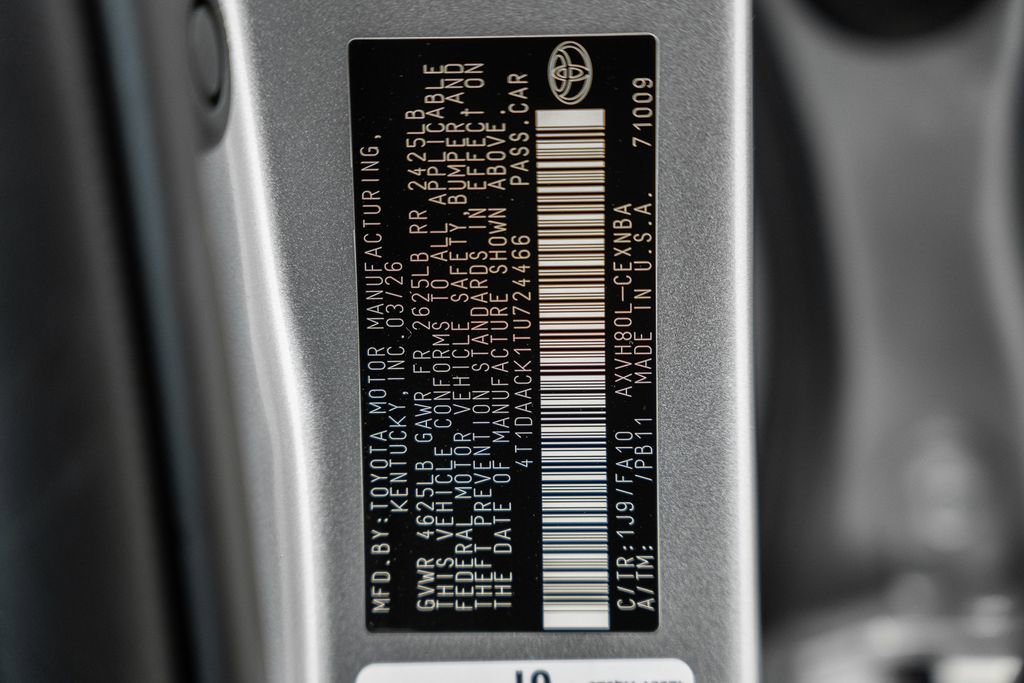 MFD.BY:TOYOTA MOTOR MANUFACTURING,
KENTUCKY, INC.03/26
GVWR 4625LB GAWR FR 2625LB RR 2425LB
THIS VEHICLE CONFORMS TO ALL APPLICABLE
FEDERAL MOTOR VEHICLE SAFETY,BUMPER AND
THEFT PREVENTION STANDARDS IN EFFECT ON
THE DATE OF MANUFACTURE SHOWN ABOVE.
4T1DAACK1TU724466 PASS.CAR
C/TR:1J9/FA10 AXVH80L-CEXNBA 71009
A/TM: /PB11 MADE IN U.S.A.